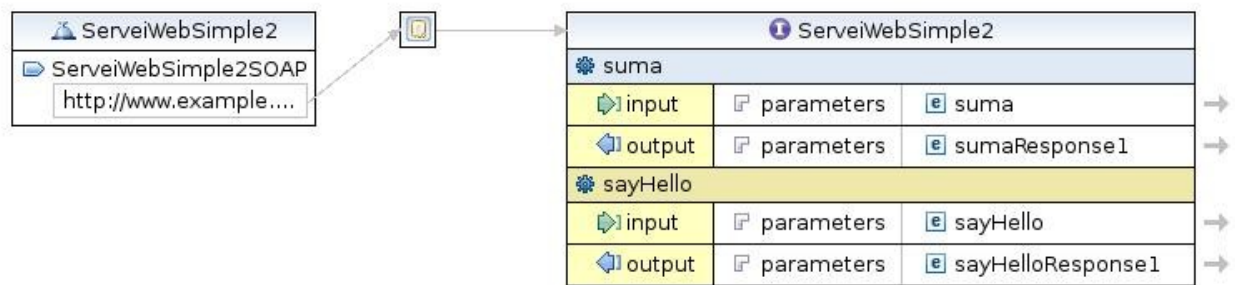 ServeiWebSimple2
ServeiWebSimple2SOAP
http://www.example....
ServeiWebSimple2
suma
input parameters suma
output parameters sumaResponse1
sayHello
input parameters sayHello
output parameters sayHelloResponse1